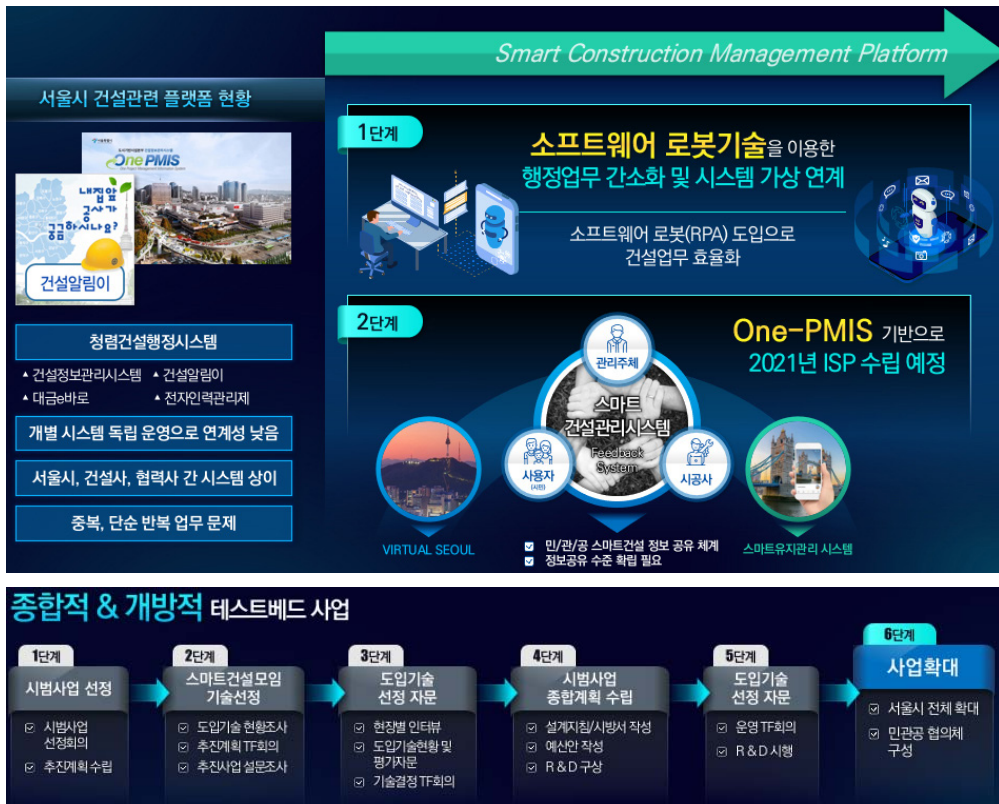 Smart Construction Management Platform
서울시 건설관련 플랫폼 현황
One PMIS
내집앞
공사가
궁금하시나요?
건설알림이
청렴건설행정시스템
▲ 건설정보관리시스템 ▲ 건설알림이
▲ 대금e바로 ▲ 전자인력관리제
개별 시스템 독립 운영으로 연계성 낮음
서울시, 건설사, 협력사 간 시스템 상이
중복, 단순 반복 업무 문제
1단계
소프트웨어 로봇기술을 이용한
행정업무 간소화 및 시스템 가상 연계
소프트웨어 로봇(RPA) 도입으로
건설업무 효율화
2단계
One-PMIS 기반으로
2021년 ISP 수립 예정
관리주체
스마트
건설관리시스템
Feedback
System
사용자
(시민)
시공사
VIRTUAL SEOUL
민/관/공 스마트건설 정보 공유 체계
정보공유 수준 확립 필요
스마트유지관리 시스템
종합적 & 개방적 테스트베드 사업
1단계
시범사업 선정
시범사업
선정회의
추진계획 수립
2단계
스마트건설모임
기술선정
도입기술 현황조사
추진계획 TF회의
추진사업 설문조사
3단계
도입기술
선정 자문
현장별 인터뷰
도입기술현황 및
평가자문
기술결정 TF회의
4단계
시범사업
종합계획 수립
설계지침/시방서 작성
예산안 작성
R & D 구상
5단계
도입기술
선정 자문
운영 TF회의
R & D 시행
6단계
사업확대
서울시 전체 확대
민관공 협의체
구성